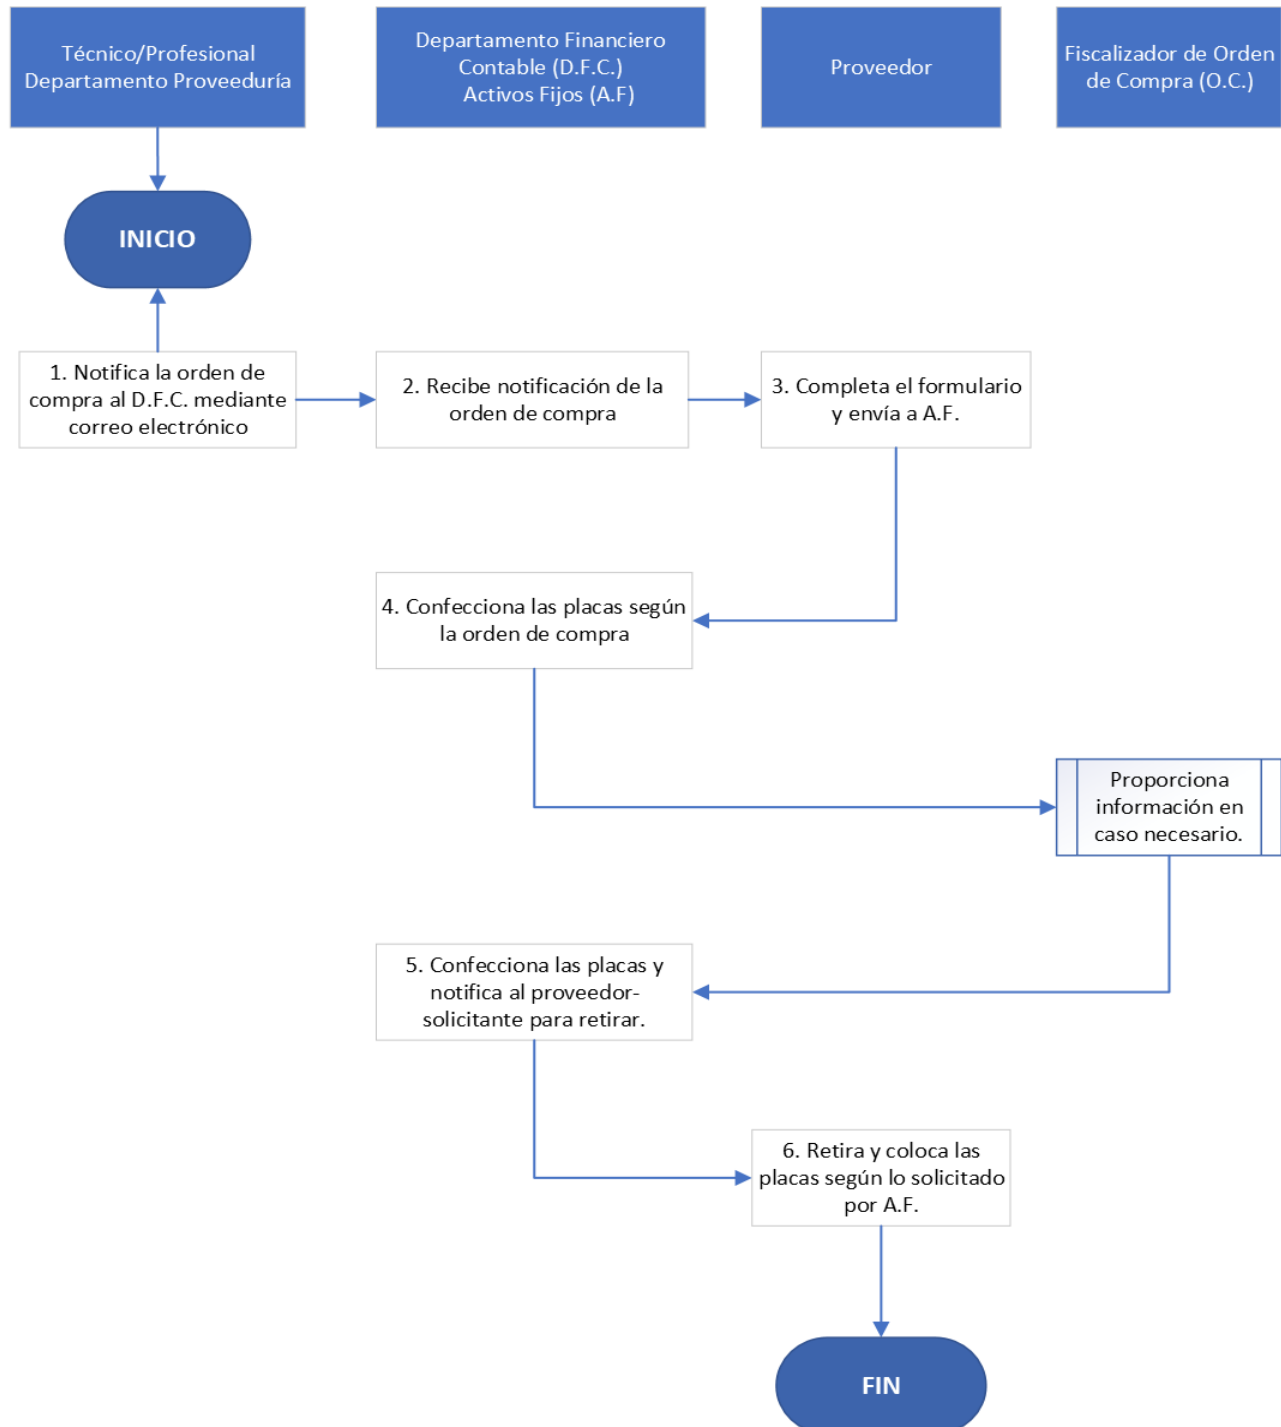 Técnico/Profesional
Departamento Proveeduría
Departamento Financiero
Contable (D.F.C.)
Activos Fijos (A.F)
Proveedor
Fiscalizador de Orden
de Compra (O.C.)
INICIO
1. Notifica la orden de
compra al D.F.C. mediante
correo electrónico
2. Recibe notificación de la
orden de compra
3. Completa el formulario
y envía a A.F.
4. Confecciona las placas según
la orden de compra
Proporciona
información en
caso necesario.
5. Confecciona las placas y
notifica al proveedor-
solicitante para retirar.
6. Retira y coloca las
placas según lo solicitado
por A.F.
FIN